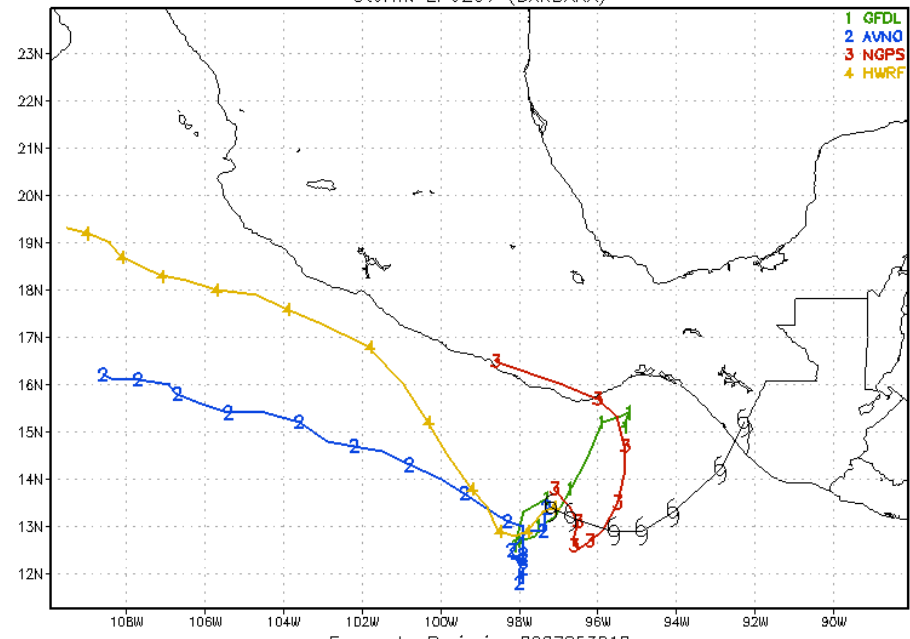 1 GFDL
2 AVNO
3 NGPS
4 HWRF
23N
22N
21N
20N
19N
18N
17N
16N
15N
14N
13N
12N
108W 106W 104W 102W 100W 98W 96W 94W 92W 90W